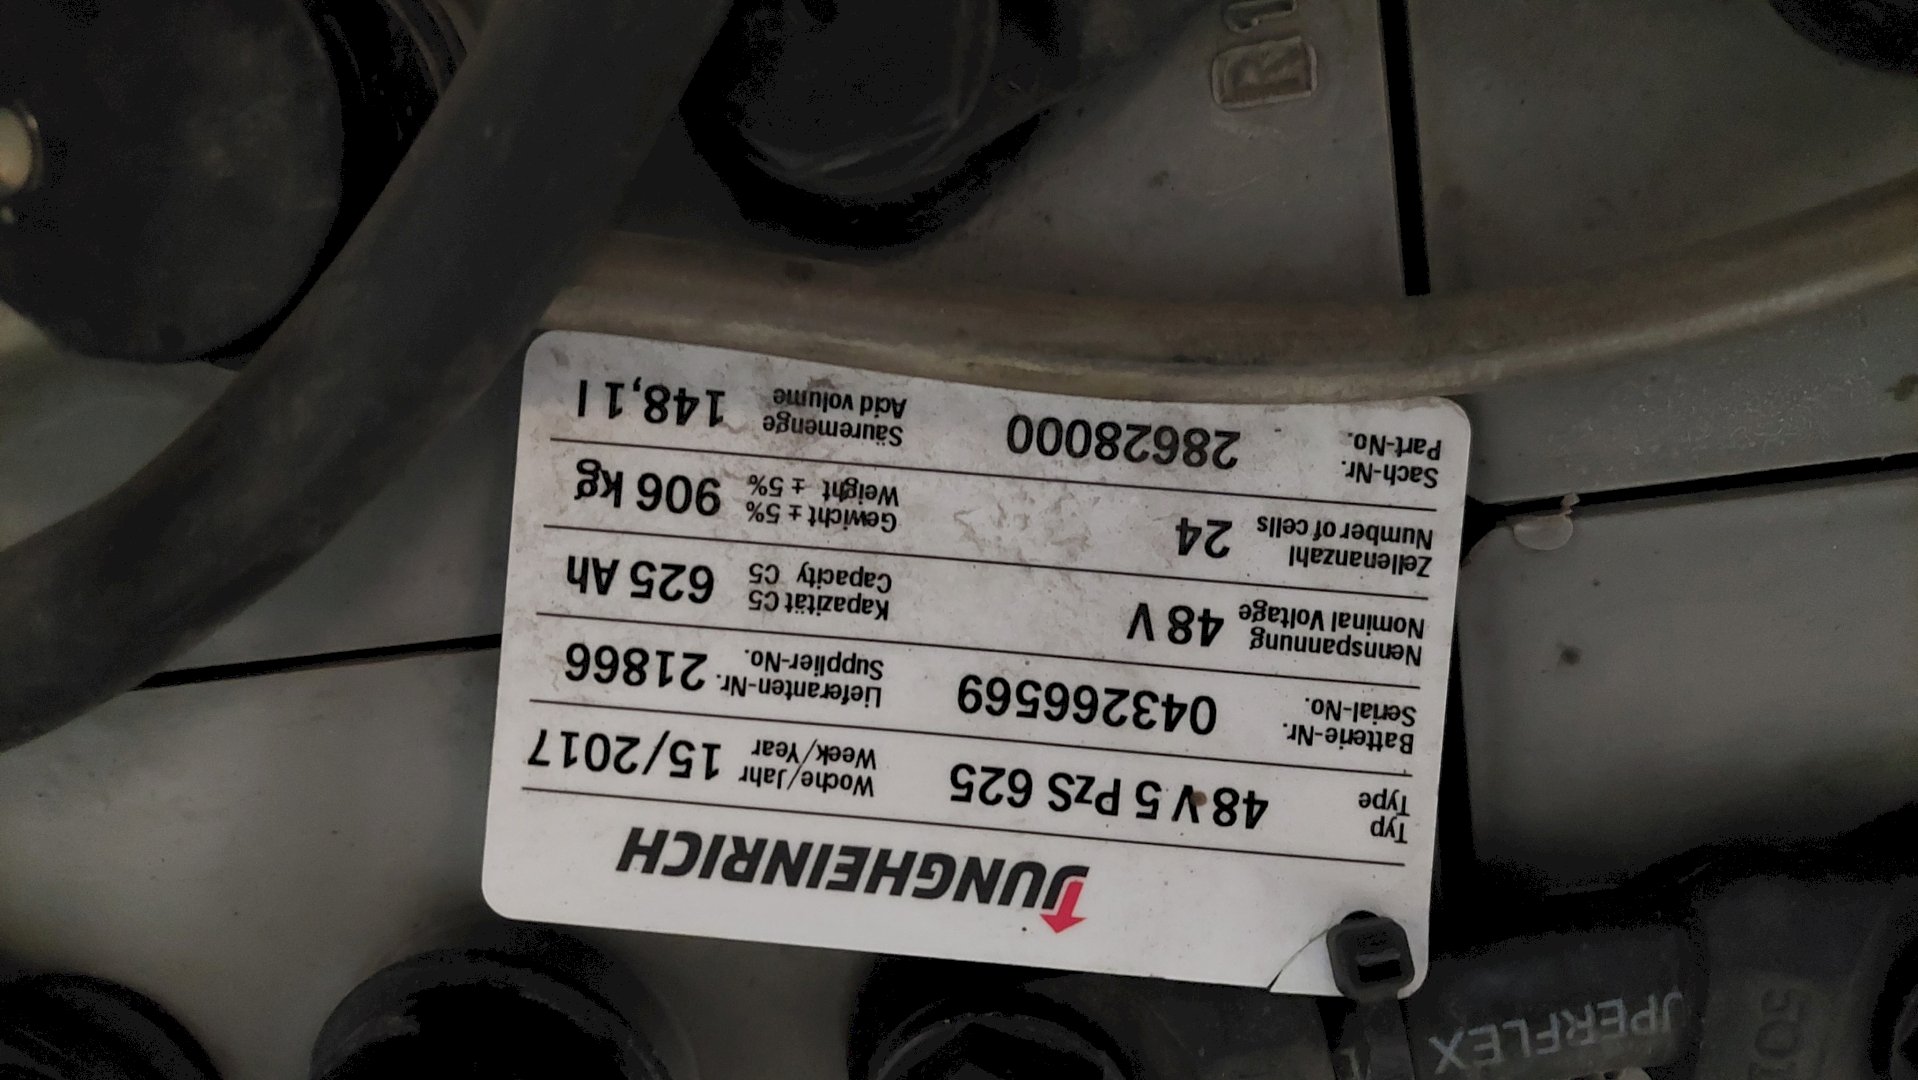 JUNGHEINRICH
Typ
Type
48 V 5 PzS 625
Woche/Jahr
Week/Year
15/2017
Batterie-Nr.
Serial-No.
043266569
Lieferanten-Nr.
Supplier-No.
21866
Nennspannung
Nominal Voltage
48 V
Kapazität C5
Capacity C5
625 Ah
Zellenanzahl
Number of cells
24
Gewicht ± 5%
Weight ± 5%
906 kg
Sach-Nr.
Part-No.
28628000
Säuremenge
Acid volume
148,1 l
R1